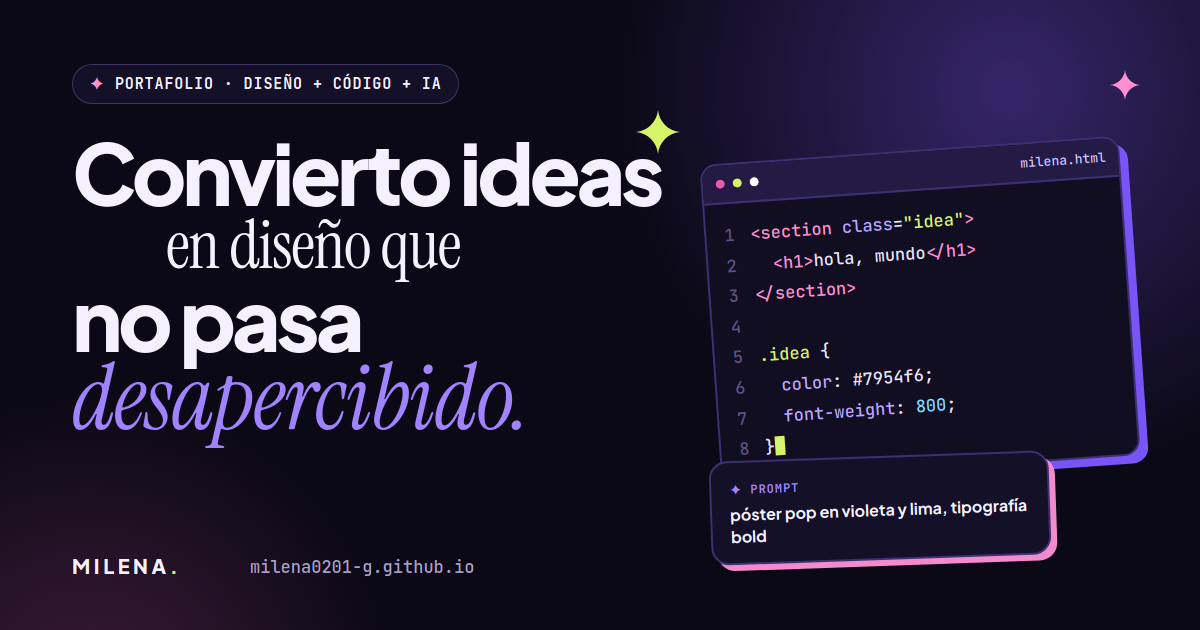 ✦ PORTAFOLIO · DISEÑO + CÓDIGO + IA
Convierto ideas
en diseño que
no pasa
desapercibido.
MILENA.
milena0201-g.github.io
milena.html
1 <section class="idea">
2   <h1>hola, mundo</h1>
3 </section>
4
5 .idea {
6   color: #7954f6;
7   font-weight: 800;
8 }
✦ PROMPT
póster pop en violeta y lima, tipografía
bold